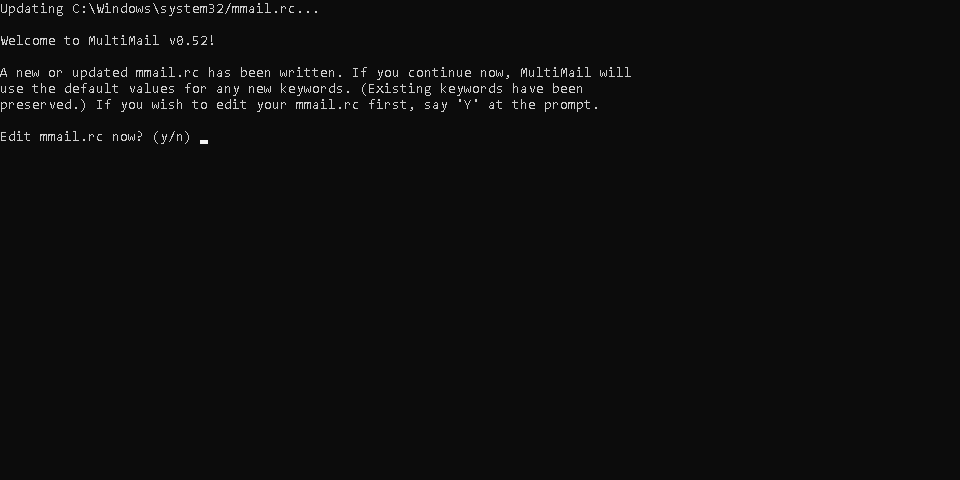 Updating C:\Windows\system32/mmail.rc...
Welcome to MultiMail v0.52!
A new or updated mmail.rc has been written. If you continue now, MultiMail will
use the default values for any new keywords. (Existing keywords have been
preserved.) If you wish to edit your mmail.rc first, say 'Y' at the prompt.
Edit mmail.rc now? (y/n)